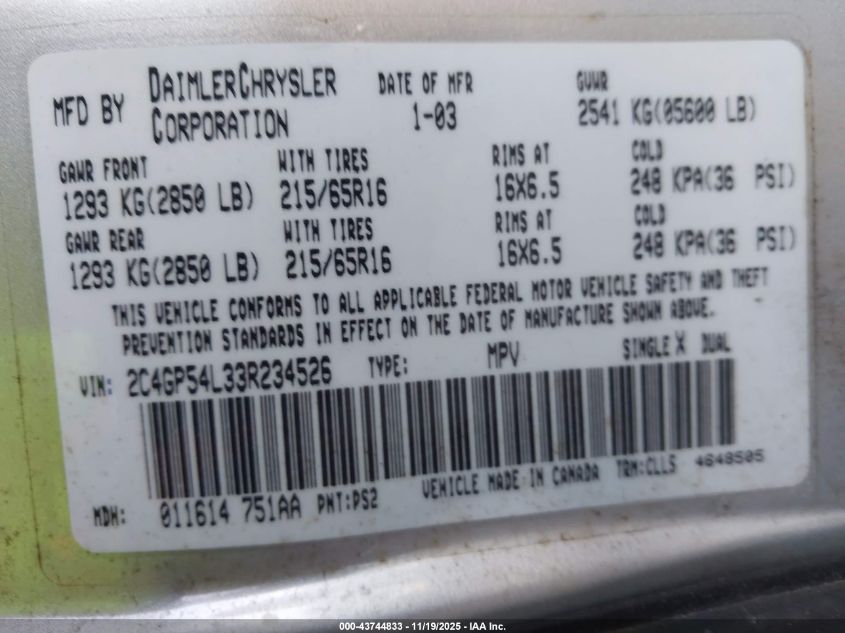 MFD BY DAIMLERCHRYSLER CORPORATION DATE OF MFR 1-03 GVWR 2541 KG(05600 LB)
GAWR FRONT WITH TIRES RIMS AT COLD
1293 KG(2850 LB) 215/65R16 16X6.5 248 KPA(36 PSI)
GAWR REAR WITH TIRES RIMS AT COLD
1293 KG(2850 LB) 215/65R16 16X6.5 248 KPA(36 PSI)
THIS VEHICLE CONFORMS TO ALL APPLICABLE FEDERAL MOTOR VEHICLE SAFETY AND THEFT
PREVENTION STANDARDS IN EFFECT ON THE DATE OF MANUFACTURE SHOWN ABOVE.
VIN: 2C4GP54L33R234526 TYPE: MPV SINGLE X DUAL
MDH: 011614 751AA PNT:PS2 VEHICLE MADE IN CANADA TRM:CLL5 4648505
000-43744833 - 11/19/2025 - IAA Inc.